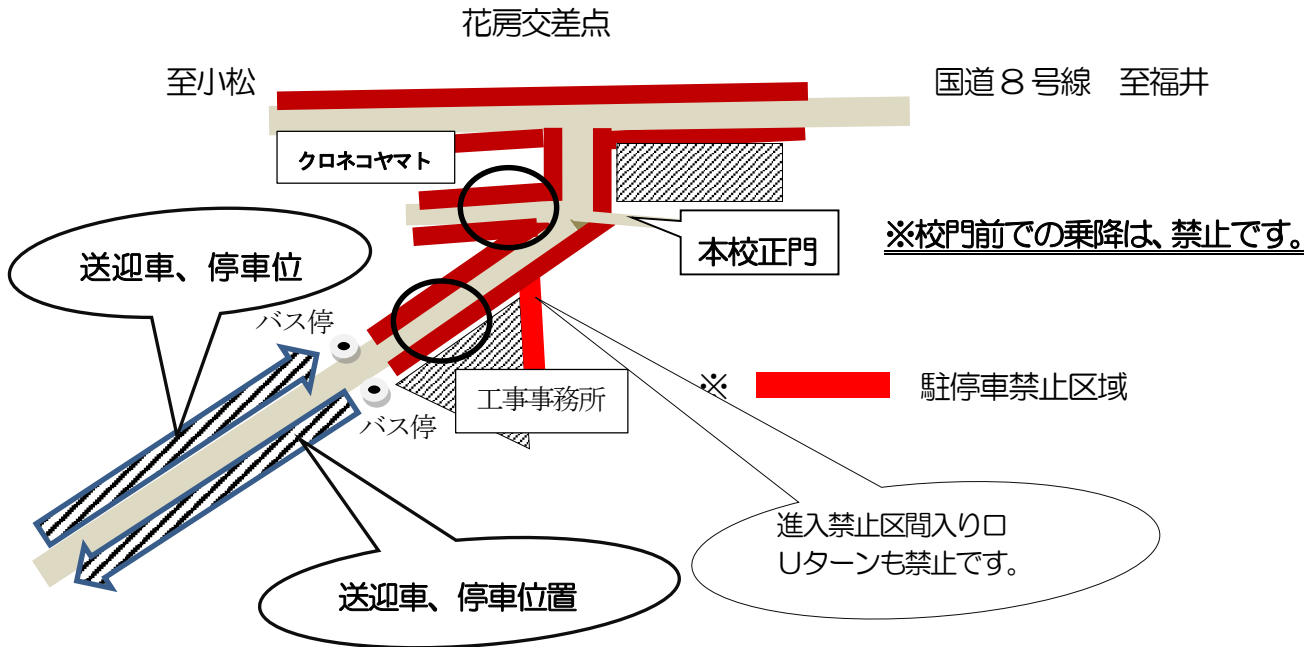 花房交差点
至小松
国道8号線　至福井
クロネコヤマト
本校正門
※校門前での乗降は、禁止です。
送迎車、停車位
バス停
バス停
工事事務所
※
駐停車禁止区域
進入禁止区間入り口
Uターンも禁止です。
送迎車、停車位置